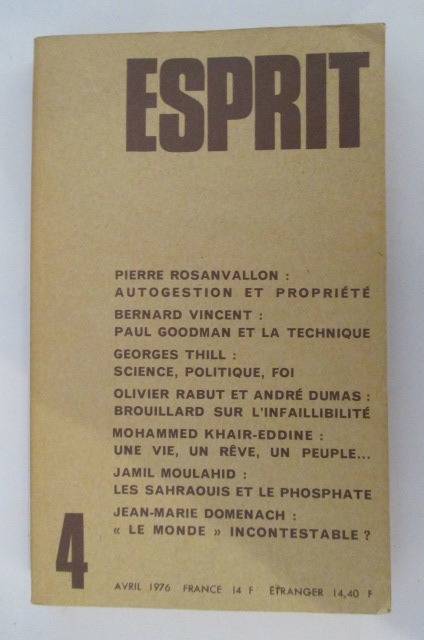 ESPRIT
PIERRE ROSANVALLON :
AUTOGESTION ET PROPRIÉTÉ
BERNARD VINCENT :
PAUL GOODMAN ET LA TECHNIQUE
GEORGES THILL :
SCIENCE, POLITIQUE, FOI
OLIVIER RABUT ET ANDRÉ DUMAS :
BROUILLARD SUR L'INFAILLIBILITÉ
MOHAMMED KHAIR-EDDINE :
UNE VIE, UN RÊVE, UN PEUPLE...
JAMIL MOULAHID :
LES SAHRAOUIS ET LE PHOSPHATE
JEAN-MARIE DOMENACH :
« LE MONDE » INCONTESTABLE ?
4
AVRIL 1976 FRANCE 14 F ÉTRANGER 14,40 F